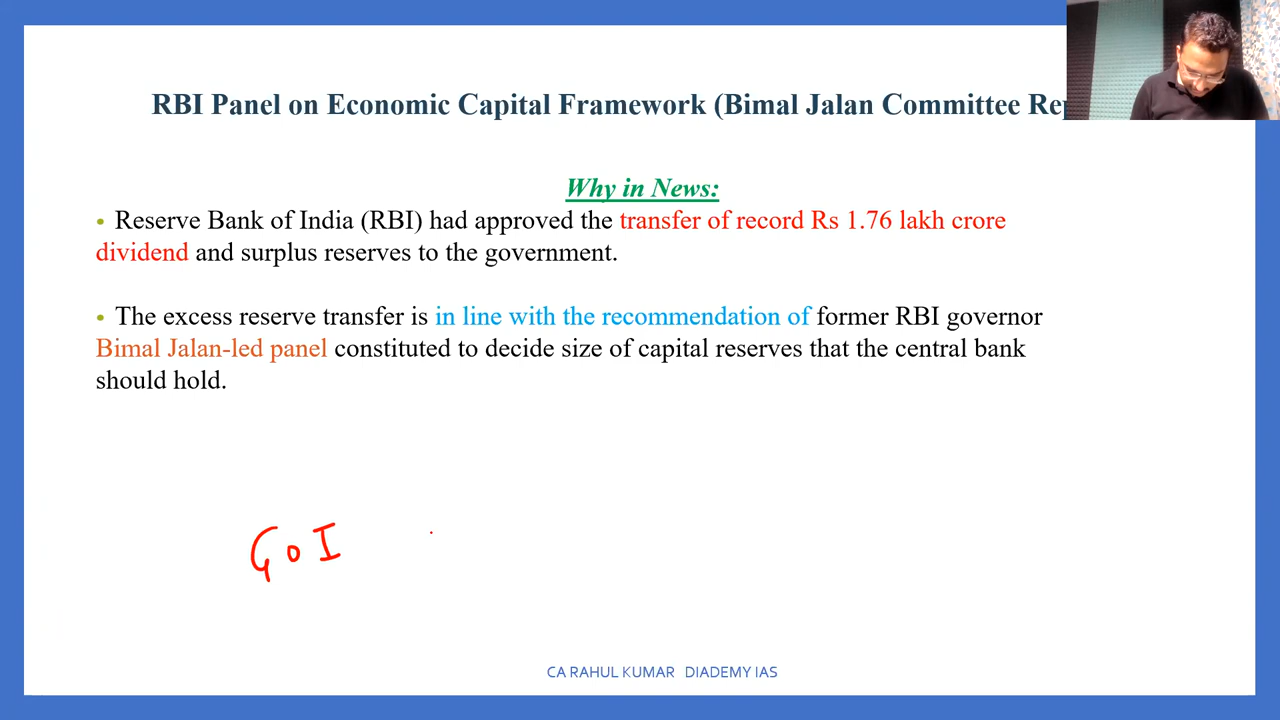 RBI Panel on Economic Capital Framework (Bimal Jalan Committee
Why in News:
• Reserve Bank of India (RBI) had approved the transfer of record Rs 1.76 lakh crore
dividend and surplus reserves to the government.
• The excess reserve transfer is in line with the recommendation of former RBI governor
Bimal Jalan-led panel constituted to decide size of capital reserves that the central bank
should hold.
GoI
CA RAHUL KUMAR DIADEMY IAS